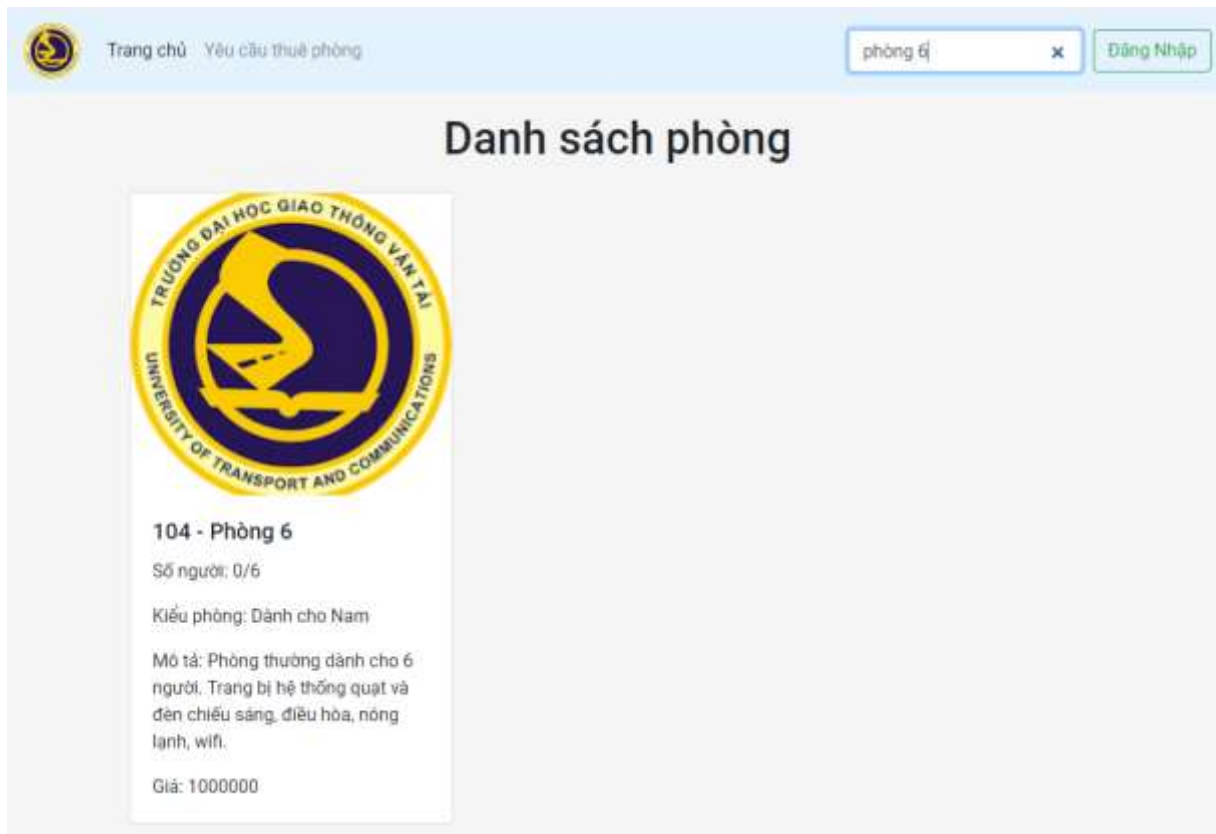 Trang chủ Yêu cầu thuê phòng phòng 6 Đăng Nhập
Danh sách phòng
TRƯỜNG ĐẠI HỌC GIAO THÔNG VẬN TẢI
UNIVERSITY OF TRANSPORT AND COMMUNICATIONS
104 - Phòng 6
Số người: 0/6
Kiểu phòng: Dành cho Nam
Mô tả: Phòng thường dành cho 6
người. Trang bị hệ thống quạt và
đèn chiếu sáng, điều hòa, nóng
lạnh, wifi.
Giá: 1000000